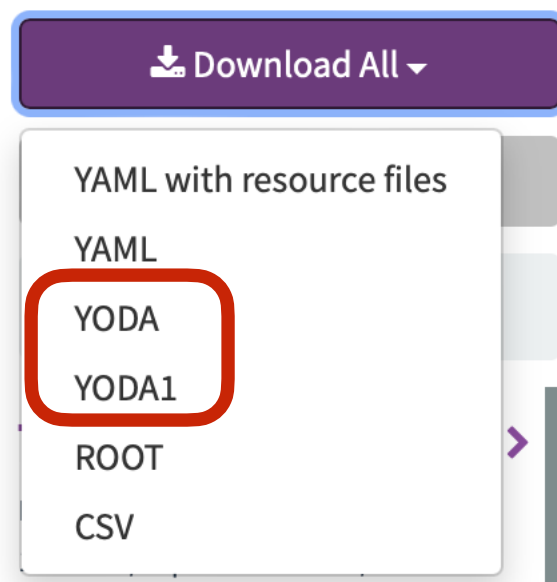 Download All
YAML with resource files
YAML
YODA
YODA1
ROOT
CSV